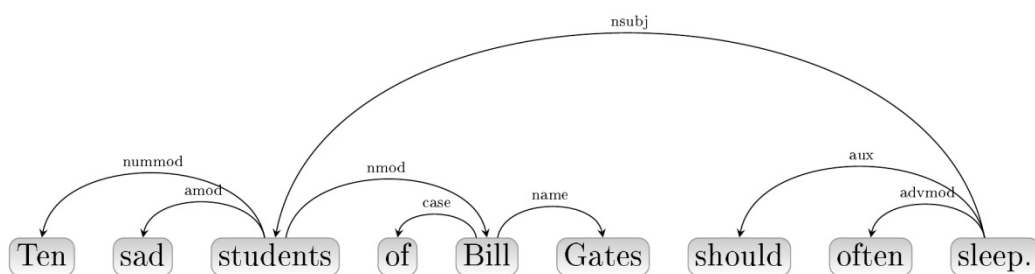 nsubj
nummod
nmod
aux
amod
case
name
advmod
Ten sad students of Bill Gates should often sleep.